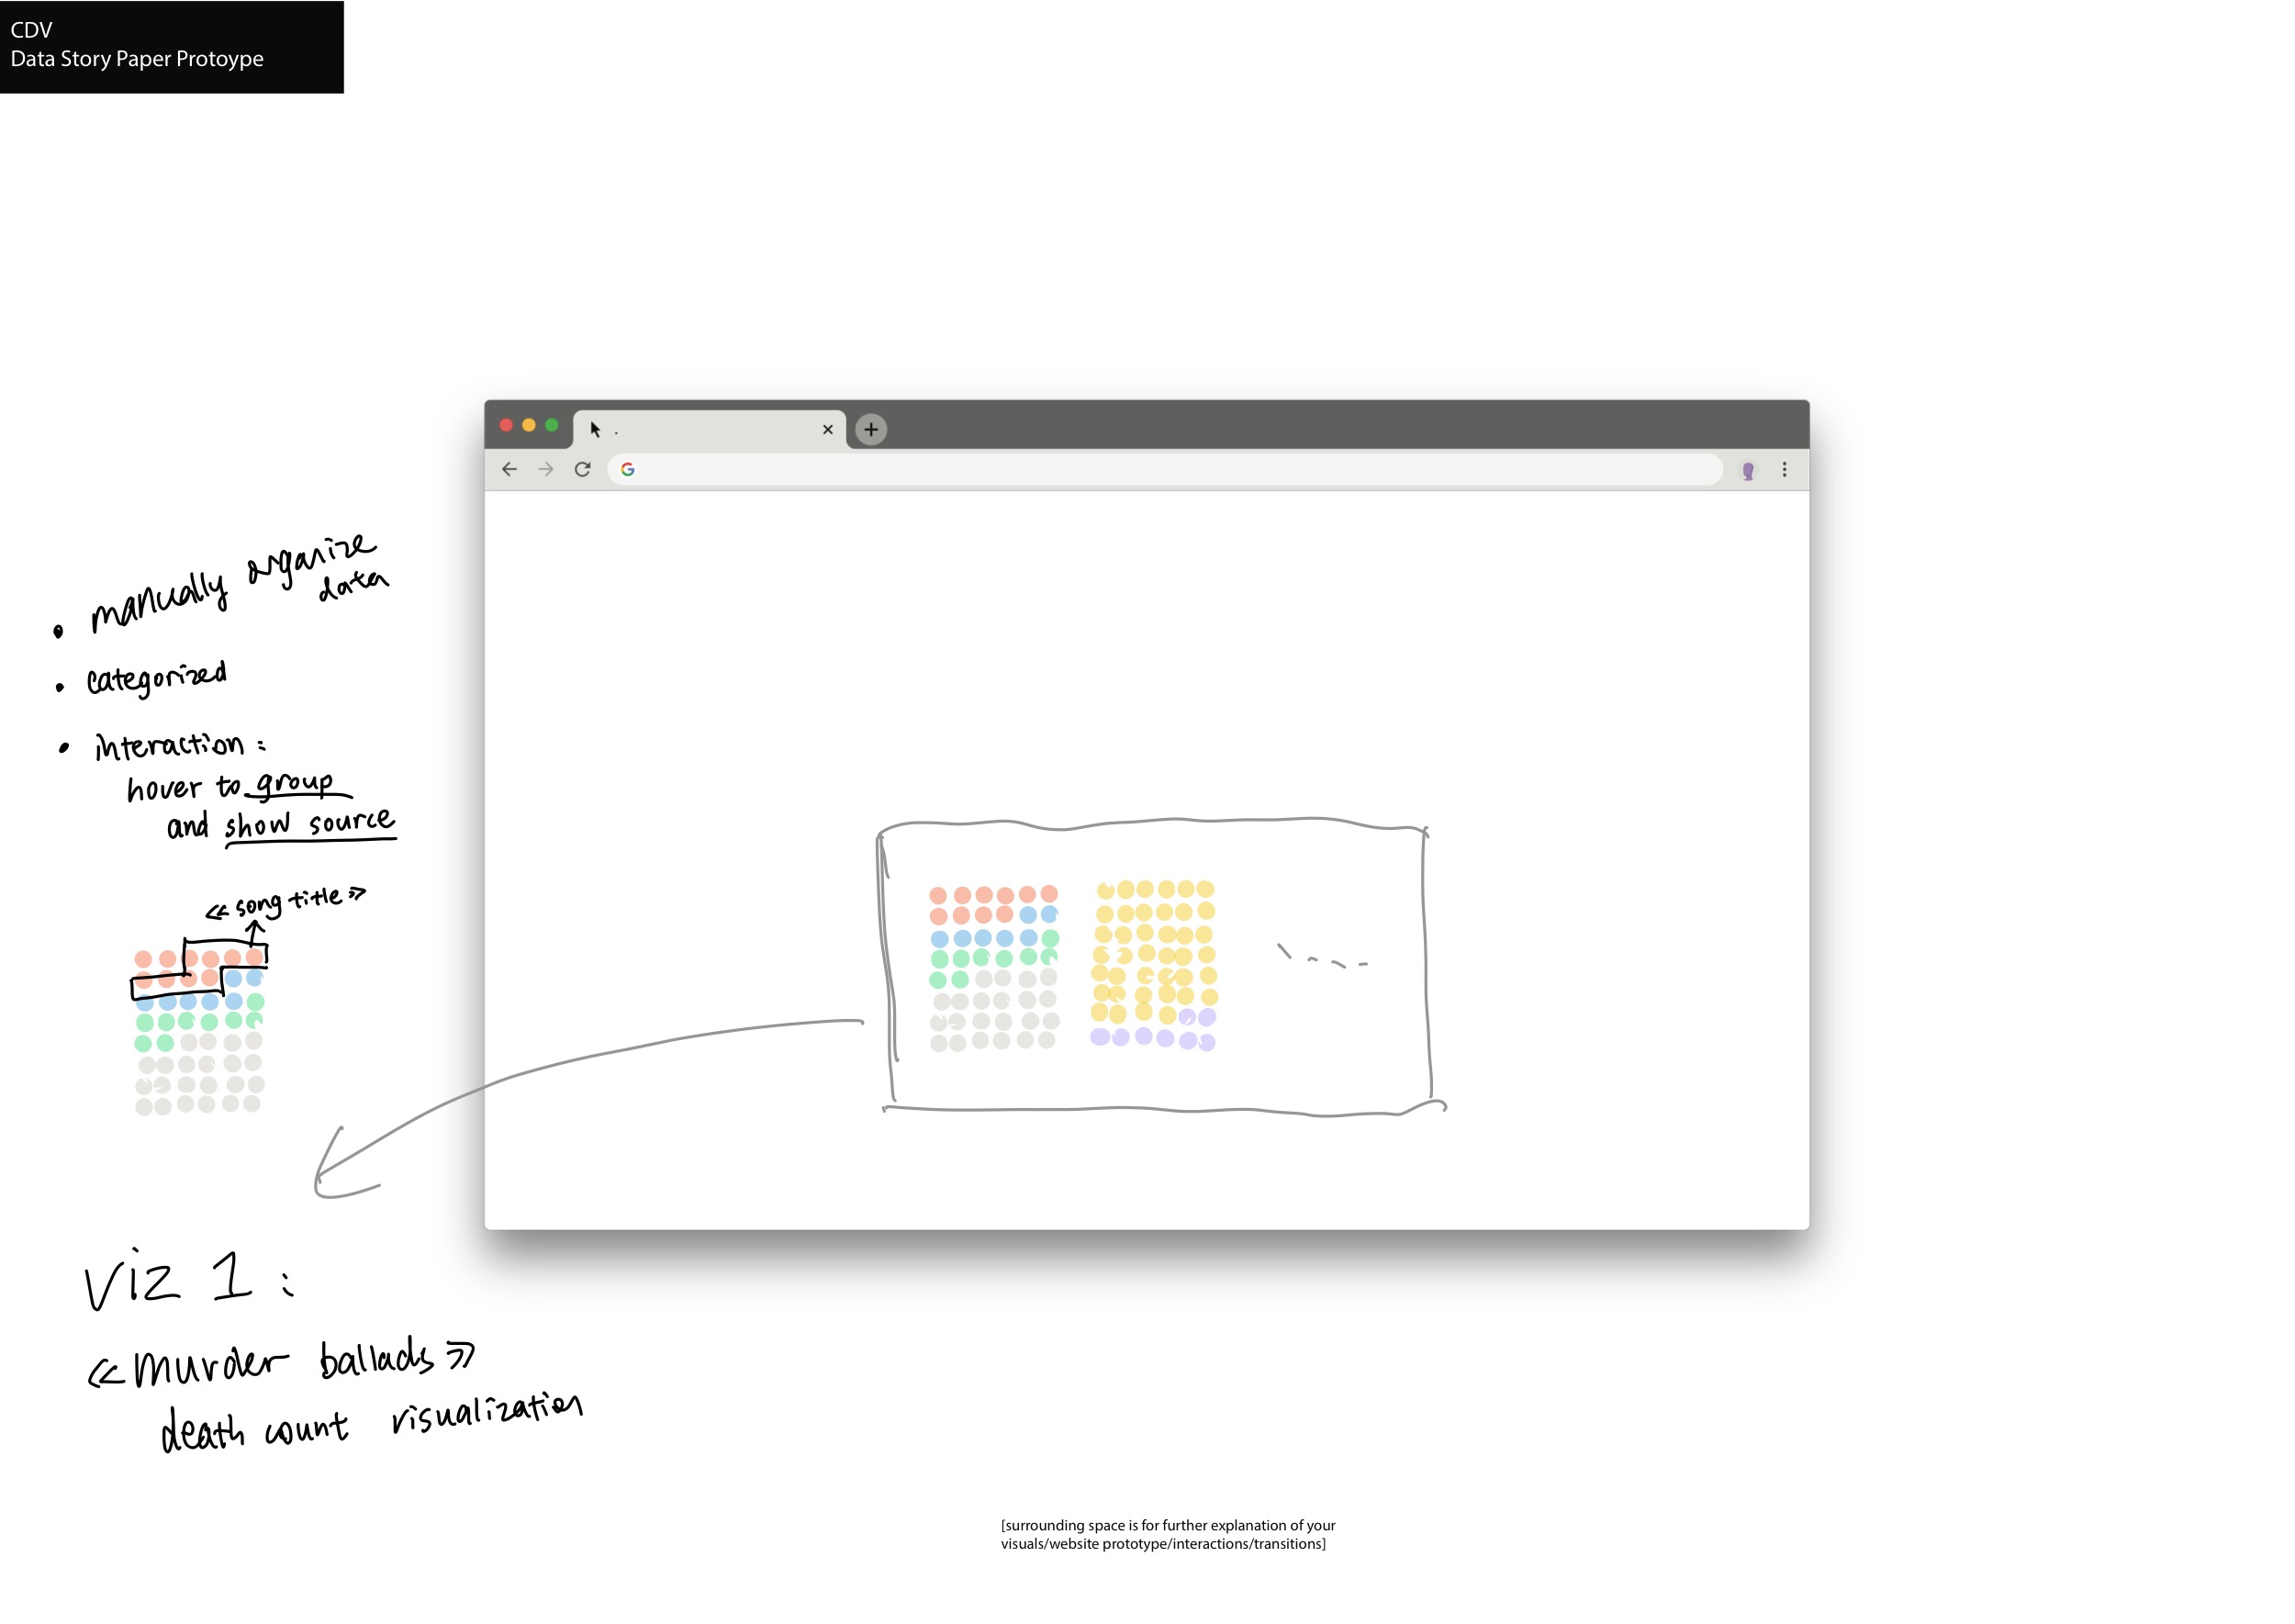 CDV
Data Story Paper Protoype
• manually organize
data
• categorized
• interaction :
hover to group
and show source
≪ song title ≫
viz 1 :
≪ murder ballads ≫
death count visualization
[surrounding space is for further explanation of your
visuals/website prototype/interactions/transitions]